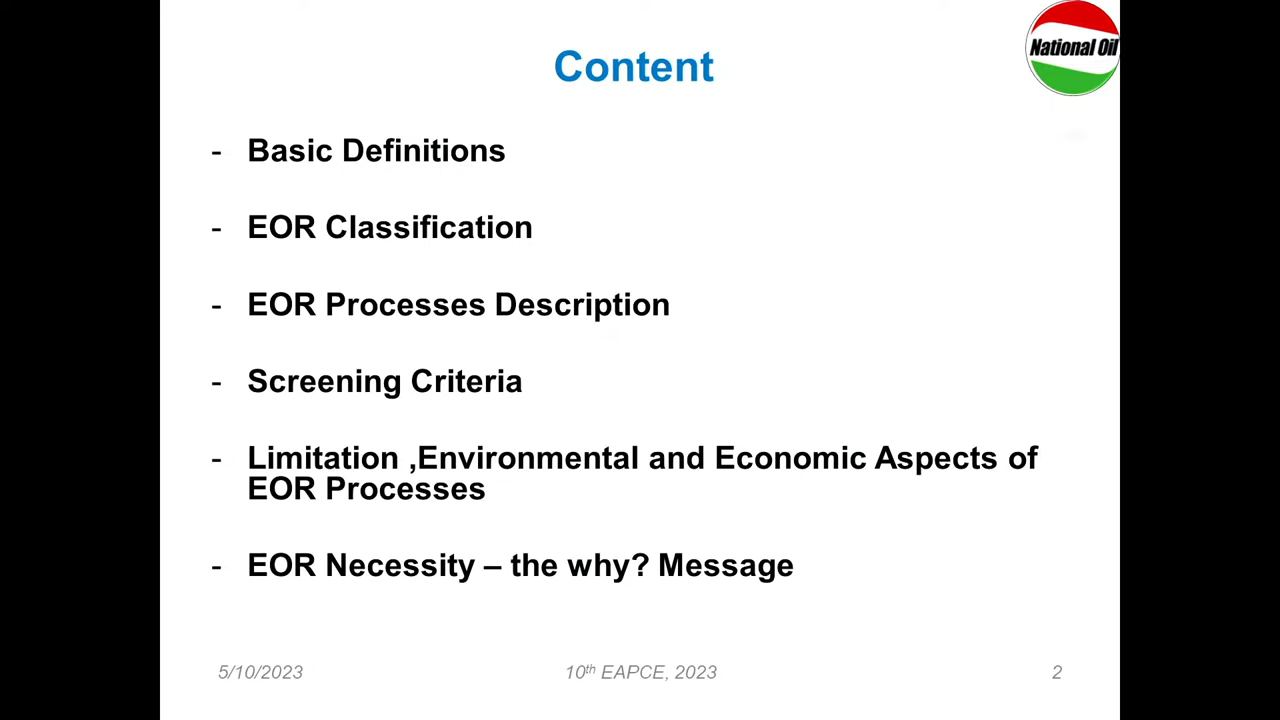 National Oil
Content
- Basic Definitions
- EOR Classification
- EOR Processes Description
- Screening Criteria
- Limitation ,Environmental and Economic Aspects of
EOR Processes
- EOR Necessity – the why? Message
5/10/2023 10th EAPCE, 2023 2